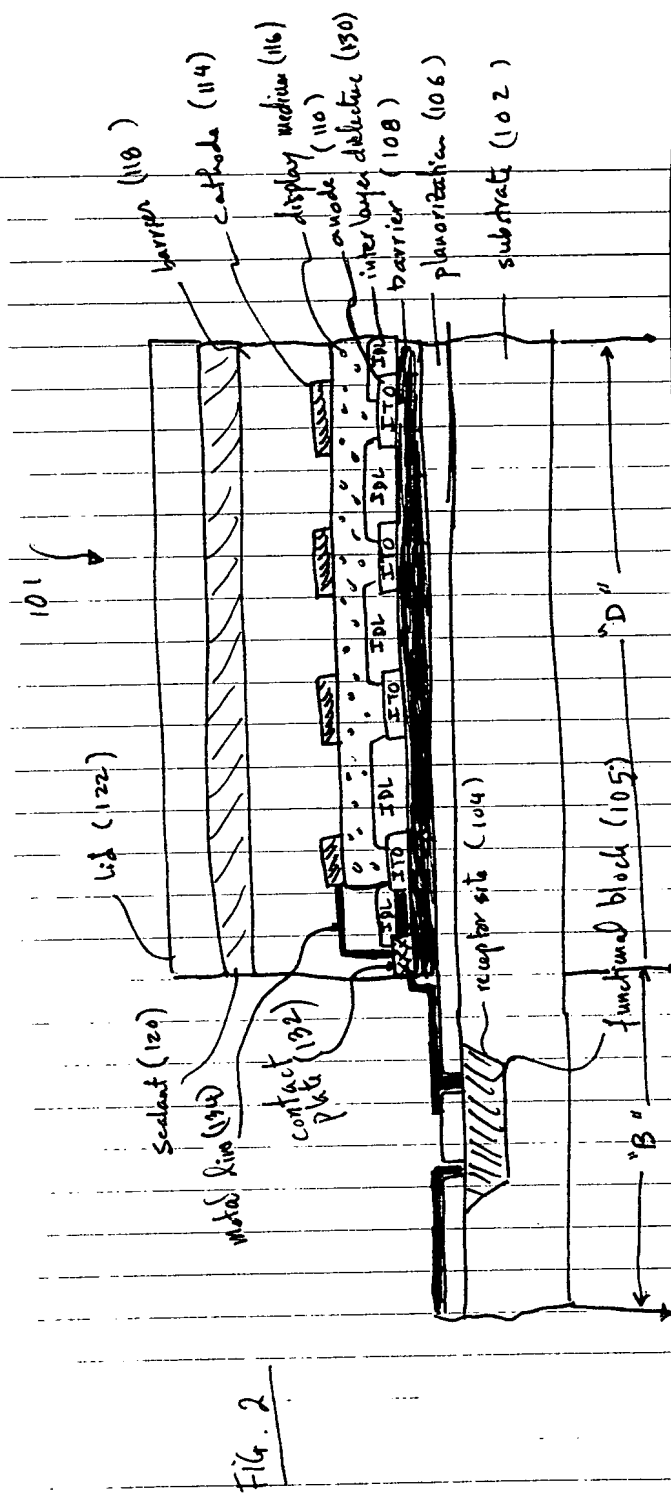 101
lid (122)
barrier (118)
cathode (114)
display medium (116)
anode (110)
interlayer dielectric (130)
barrier (108)
planorization (106)
substrate (102)
sealant (120)
metal line (134)
contact
plate (132)
IDL
ITO
IDL
ITO
IDL
ITO
IDL
ITO
IDL
receptor site (104)
functional block (105)
"B"
"D"
FIG. 2